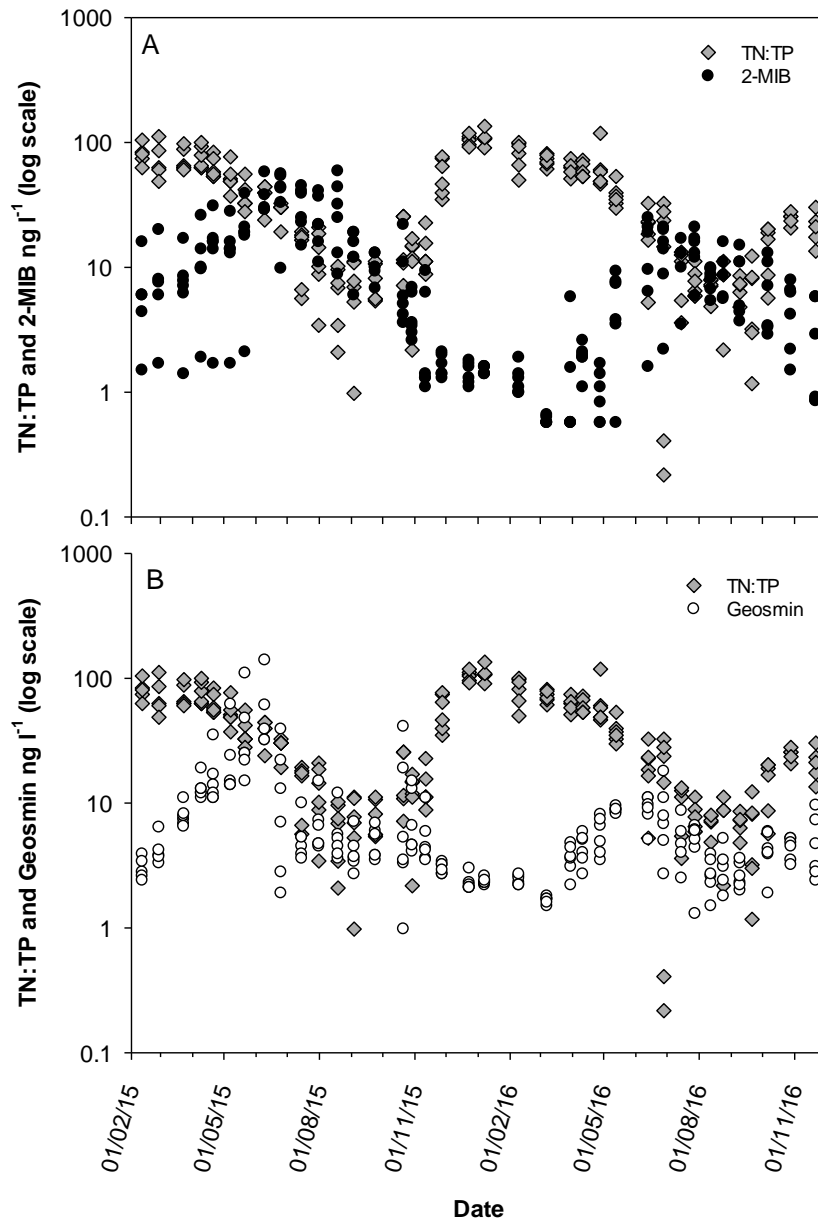 A
TN:TP
2-MIB
1000
100
10
1
0.1
TN:TP and 2-MIB ng l⁻¹ (log scale)
B
TN:TP
Geosmin
1000
100
10
1
0.1
TN:TP and Geosmin ng l⁻¹ (log scale)
01/02/15
01/05/15
01/08/15
01/11/15
01/02/16
01/05/16
01/08/16
01/11/16
Date